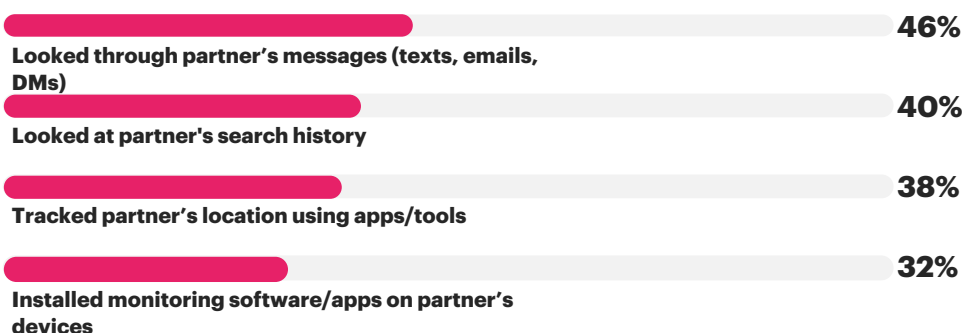 46%
Looked through partner’s messages (texts, emails,
DMs)
40%
Looked at partner's search history
38%
Tracked partner’s location using apps/tools
32%
Installed monitoring software/apps on partner’s
devices